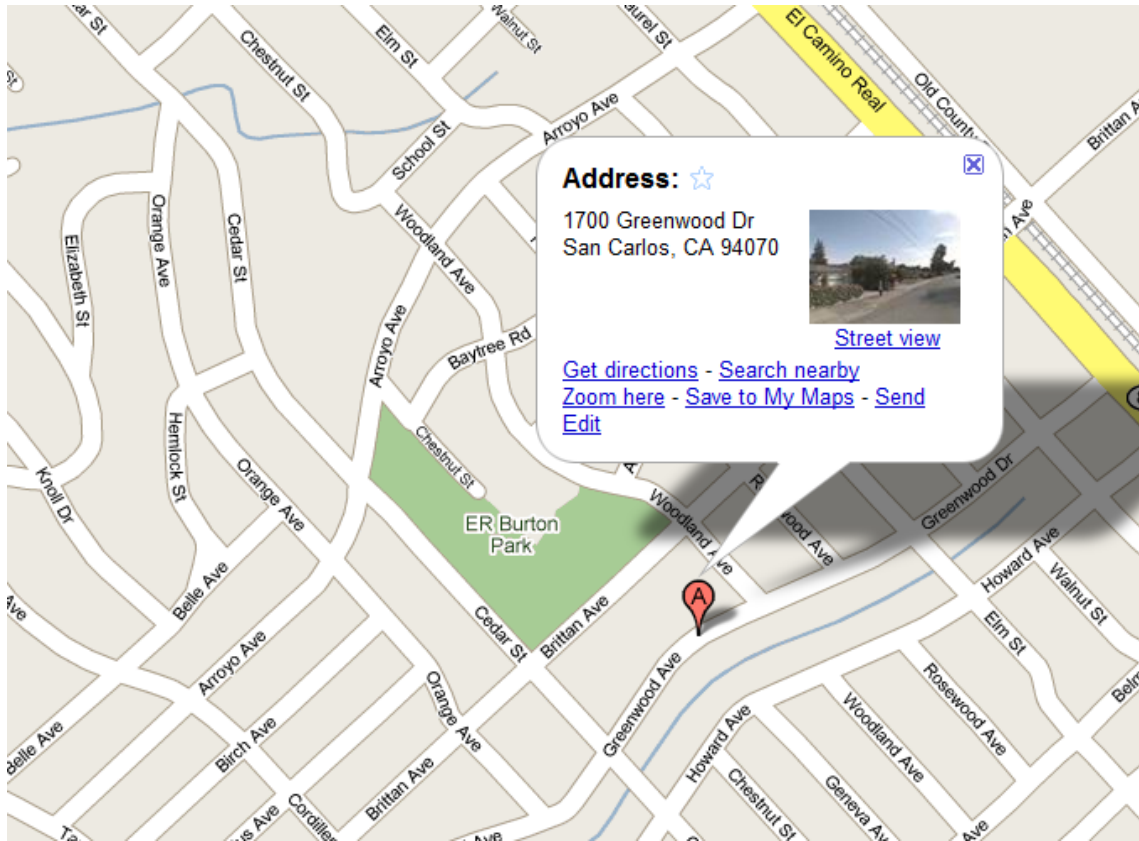 Walnut St
Elm St
Chestnut St
El Camino Real
Old County
Arroyo Ave
School St
Brittan A
Address:
1700 Greenwood Dr
San Carlos, CA 94070
Street view
Get directions - Search nearby
Zoom here - Save to My Maps - Send
Edit
Orange Ave
Cedar St
Woodland Ave
Elizabeth St
Arroyo Ave
Baytree Rd
Chestnut St
Hemlock St
Knoll Dr
Orange Ave
ER Burton
Park
Woodland Ave
Greenwood Dr
Howard Ave
Walnut St
Belle Ave
A
Cedar St
Brittan Ave
Elm St
Arroyo Ave
Greenwood Ave
Rosewood Ave
Orange Ave
Woodland Ave
Howard Ave
Belle Ave
Birch Ave
Brittan Ave
Chestnut St
Geneva Av
Cordiller